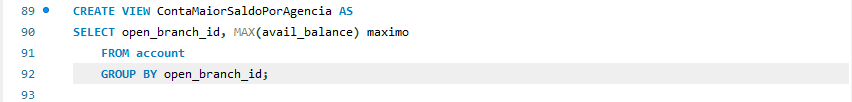 89 CREATE VIEW ContaMaiorSaldoPorAgencia AS
90 SELECT open_branch_id, MAX(avail_balance) maximo
91 FROM account
92 GROUP BY open_branch_id;
93